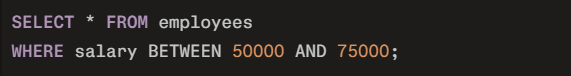 SELECT * FROM employees
WHERE salary BETWEEN 50000 AND 75000;